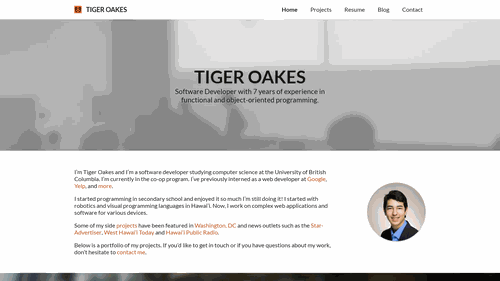 TIGER OAKES
Home Projects Resume Blog Contact
TIGER OAKES
Software Developer with 7 years of experience in
functional and object-oriented programming.
I'm Tiger Oakes and I'm a software developer studying computer science at the University of British
Columbia. I'm currently in the co-op program. I've previously interned as a web developer at Google,
Yelp, and more.
I started programming in secondary school and enjoyed it so much I'm still doing it! I started with
robotics and visual programming languages in Hawai'i. Now, I work on complex web applications and
software for various devices.
Some of my side projects have been featured in Washington, DC and news outlets such as the Star-
Advertiser, West Hawai'i Today and Hawai'i Public Radio.
Below is a portfolio of my projects. If you'd like to get in touch or if you have questions about my work,
don't hesitate to contact me.